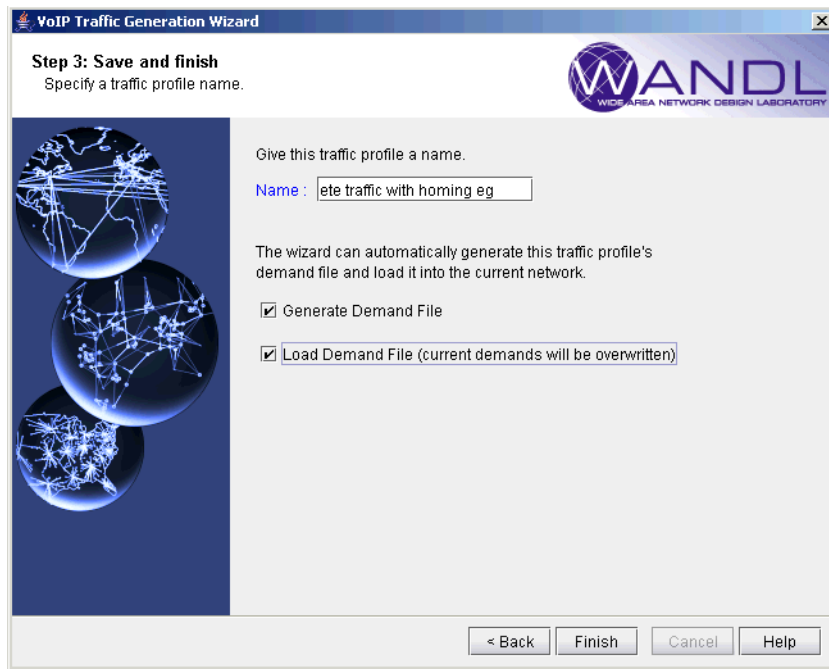 VoIP Traffic Generation Wizard
Step 3: Save and finish
Specify a traffic profile name.
WANDL
WIDE AREA NETWORK DESIGN LABORATORY
Give this traffic profile a name.
Name : ete traffic with homing eg
The wizard can automatically generate this traffic profile's
demand file and load it into the current network.
Generate Demand File
Load Demand File (current demands will be overwritten)
< Back Finish Cancel Help